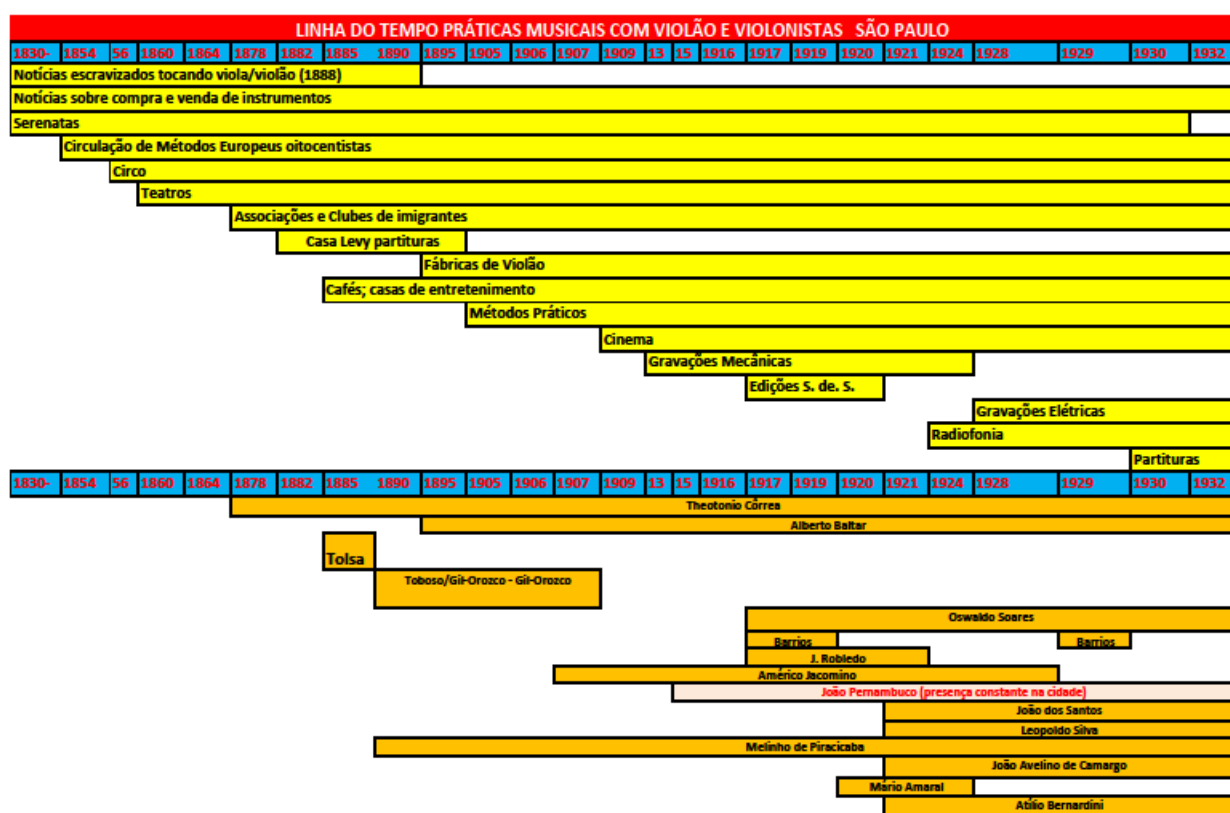 LINHA DO TEMPO PRÁTICAS MUSICAIS COM VIOLÃO E VIOLONISTAS SÃO PAULO
1830- 1854 56 1860 1864 1878 1882 1885 1890 1895 1905 1906 1907 1909 13 15 1916 1917 1919 1920 1921 1924 1928 1929 1930 1932
Notícias escravizados tocando viola/violão (1888)
Notícias sobre compra e venda de instrumentos
Serenatas
Circulação de Métodos Europeus oitocentistas
Circo
Teatros
Associações e Clubes de imigrantes
Casa Levy partituras
Fábricas de Violão
Cafés; casas de entretenimento
Métodos Práticos
Cinema
Gravações Mecânicas
Edições S. de. S.
Gravações Elétricas
Radiofonia
Partituras
1830- 1854 56 1860 1864 1878 1882 1885 1890 1895 1905 1906 1907 1909 13 15 1916 1917 1919 1920 1921 1924 1928 1929 1930 1932
Theotonio Côrrea
Alberto Baltar
Tolsa
Toboso/Gil-Orozco - Gil-Orozco
Oswaldo Soares
Barrios Barrios
J. Robledo
Américo Jacomino
João Pernambuco (presença constante na cidade)
João dos Santos
Leopoldo Silva
Melinho de Piracicaba
João Avelino de Camargo
Mário Amaral
Atílio Bernardini